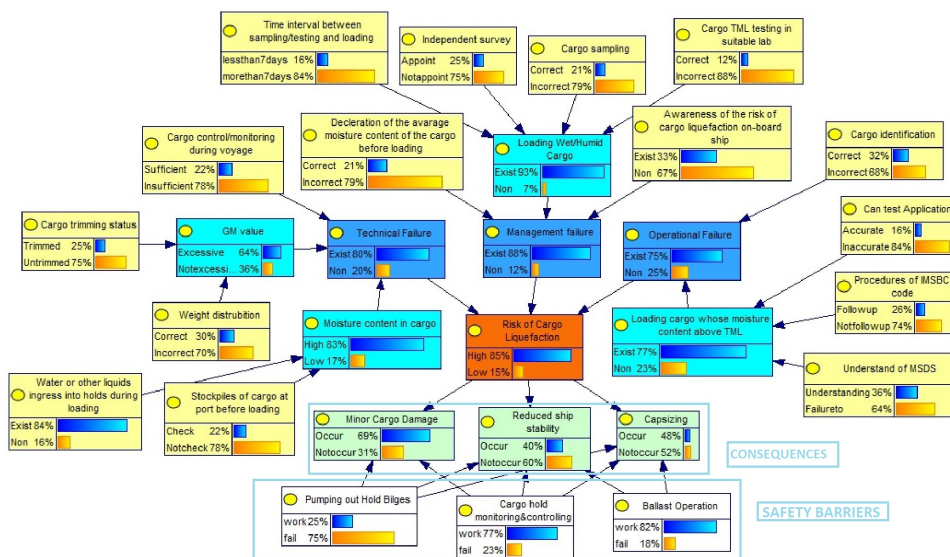 Time interval between
sampling/testing and loading
lessthan7days 16%
morethan7days 84%
Independent survey
Appoint 25%
Notappoint 75%
Cargo sampling
Correct 21%
Incorrect 79%
Cargo TML testing in
suitable lab
Correct 12%
Incorrect 88%
Cargo control/monitoring
during voyage
Sufficient 22%
Insufficient 78%
Decleration of the avarage
moisture content of the cargo
before loading
Correct 21%
Incorrect 79%
Loading Wet/Humid
Cargo
Exist 93%
Non 7%
Awareness of the risk of
cargo liquefaction on-board
ship
Exist 33%
Non 67%
Cargo identification
Correct 32%
Incorrect 68%
Cargo trimming status
Trimmed 25%
Untrimmed 75%
GM value
Excessive 64%
Notexcessi... 36%
Technical Failure
Exist 80%
Non 20%
Management failure
Exist 88%
Non 12%
Operational Failure
Exist 75%
Non 25%
Can test Application
Accurate 16%
Inaccurate 84%
Weight distrubition
Correct 30%
Incorrect 70%
Moisture content in cargo
High 83%
Low 17%
Risk of Cargo
Liquefaction
High 85%
Low 15%
Loading cargo whose moisture
content above TML
Exist 77%
Non 23%
Procedures of IMSBC
code
Followup 26%
Notfollowup 74%
Water or other liquids
ingress into holds during
loading
Exist 84%
Non 16%
Stockpiles of cargo at
port before loading
Check 22%
Notcheck 78%
Understand of MSDS
Understanding 36%
Failureto 64%
Minor Cargo Damage
Occur 69%
Notoccur 31%
Reduced ship
stability
Occur 40%
Notoccur 60%
Capsizing
Occur 48%
Notoccur 52%
CONSEQUENCES
Pumping out Hold Bilges
work 25%
fail 75%
Cargo hold
monitoring&controlling
work 77%
fail 23%
Ballast Operation
work 82%
fail 18%
SAFETY BARRIERS